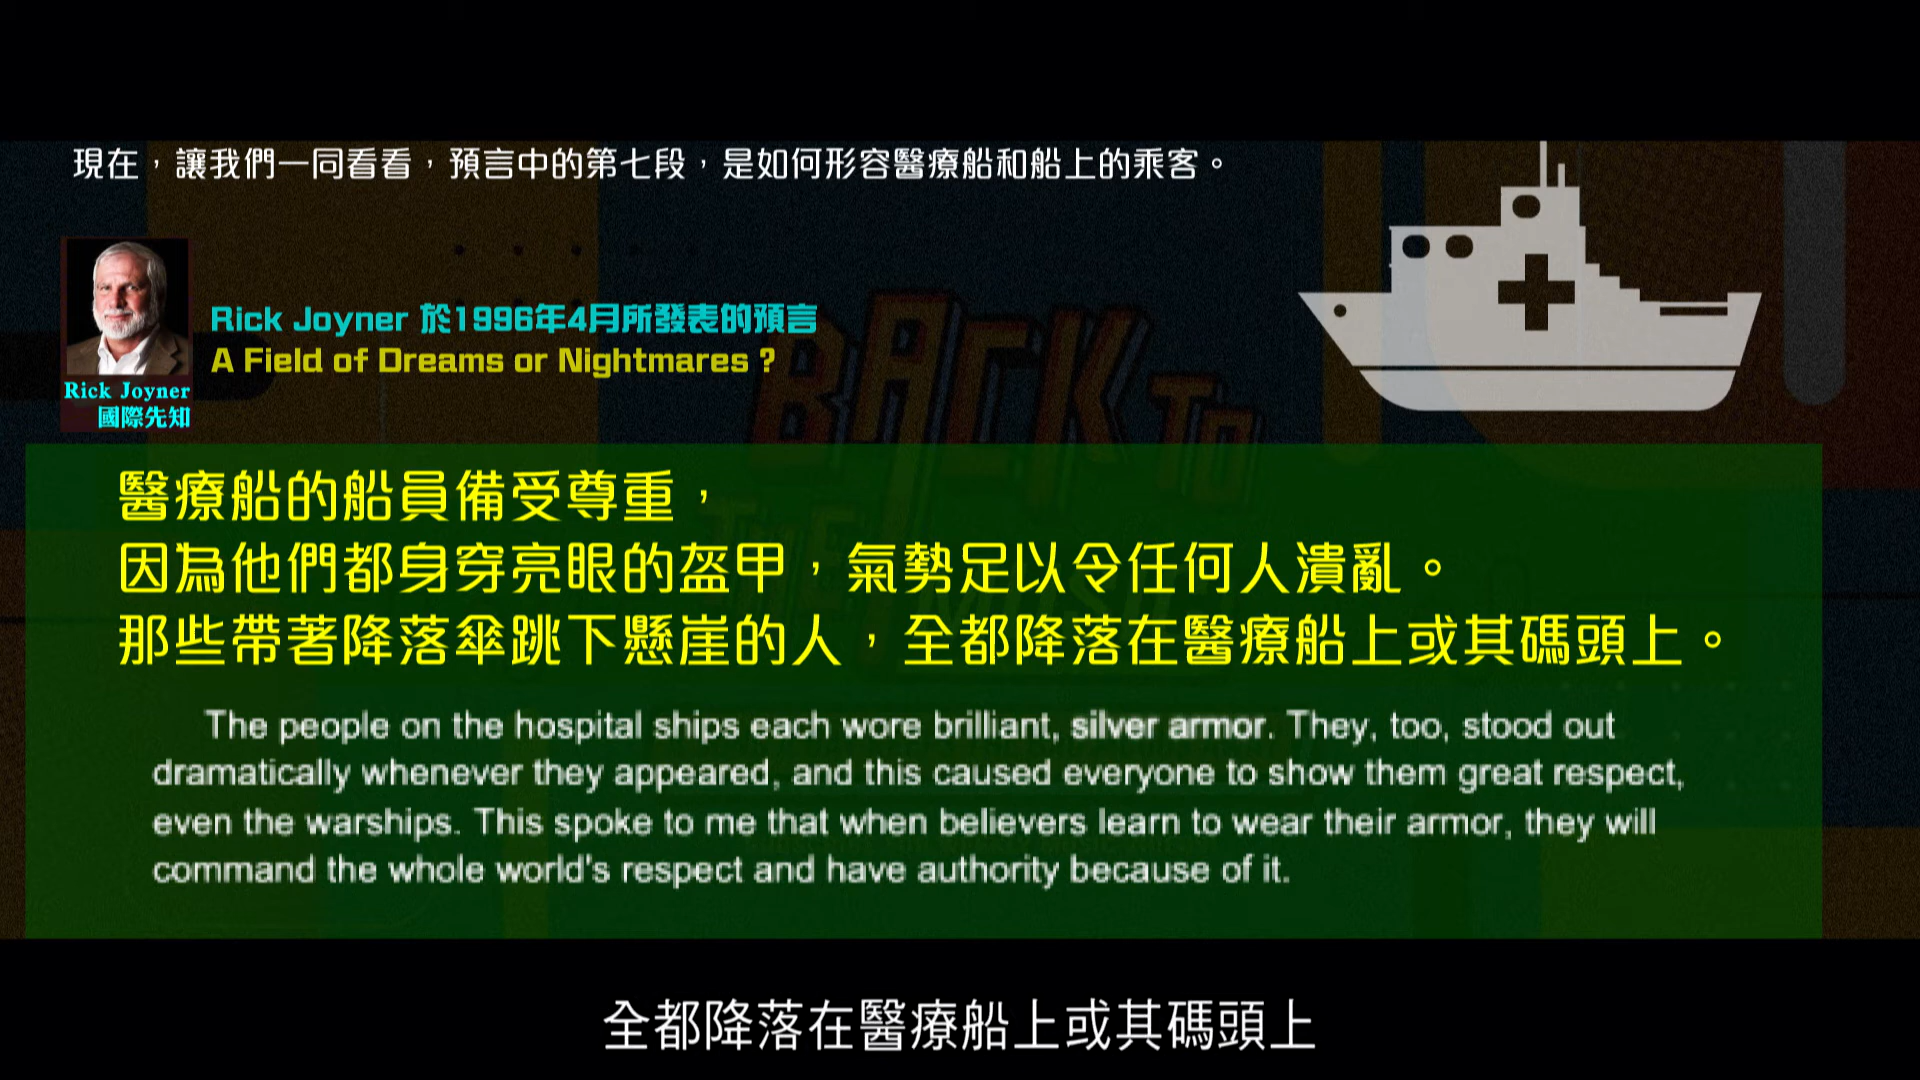 現在，讓我們一同看看，預言中的第七段，是如何形容醫療船和船上的乘客。
Rick Joyner 於1996年4月所發表的預言
A Field of Dreams or Nightmares ?
Rick Joyner
國際先知
BACK TO
THE
醫療船的船員備受尊重，
因為他們都身穿亮眼的盔甲，氣勢足以令任何人潰亂。
那些帶著降落傘跳下懸崖的人，全都降落在醫療船上或其碼頭上。
The people on the hospital ships each wore brilliant, silver armor. They, too, stood out
dramatically whenever they appeared, and this caused everyone to show them great respect,
even the warships. This spoke to me that when believers learn to wear their armor, they will
command the whole world's respect and have authority because of it.
全都降落在醫療船上或其碼頭上